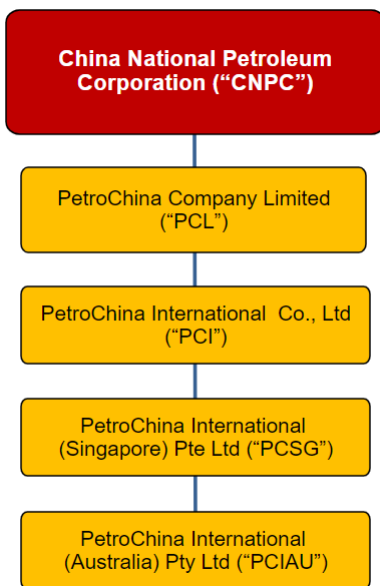 China National Petroleum
Corporation (“CNPC”)
PetroChina Company Limited
(“PCL”)
PetroChina International Co., Ltd
(“PCI”)
PetroChina International
(Singapore) Pte Ltd (“PCSG”)
PetroChina International
(Australia) Pty Ltd (“PCIAU”)